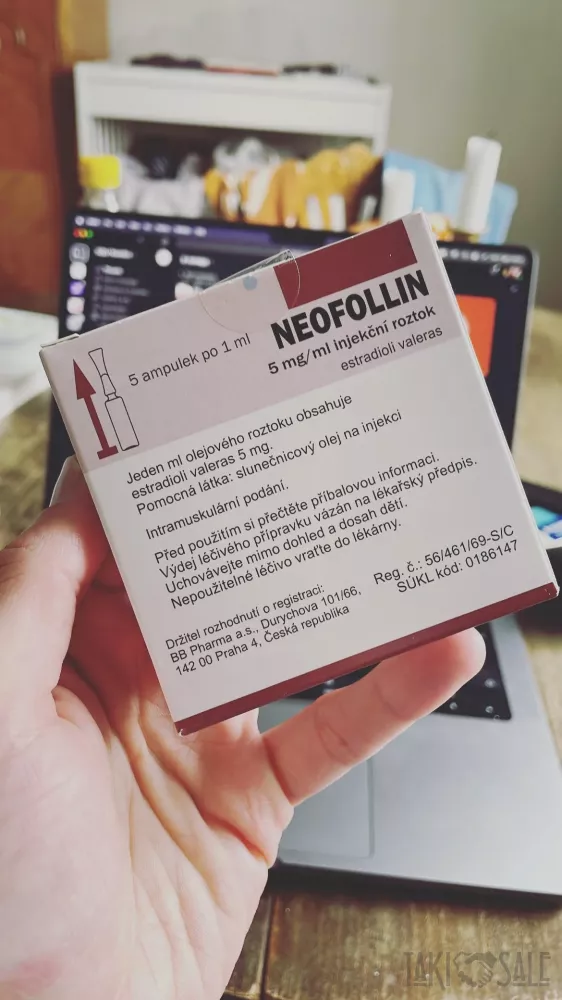 NEOFOLLIN
5 mg/ml injekční roztok
estradioli valeras
5 ampulek po 1 ml
Jeden ml olejového roztoku obsahuje
estradioli valeras 5 mg.
Pomocná látka: slunečnicový olej na injekci
Intramuskulární podání.
Před použitím si přečtěte příbalovou informaci.
Výdej léčivého přípravku vázán na lékařský předpis.
Uchovávejte mimo dohled a dosah dětí.
Nepoužitelné léčivo vraťte do lékárny.
Držitel rozhodnutí o registraci:
BB Pharma a.s., Durychova 101/66,
142 00 Praha 4, Česká republika
Reg. č.: 56/461/69-S/C
SÚKL kód: 0186147
TAKI SALE